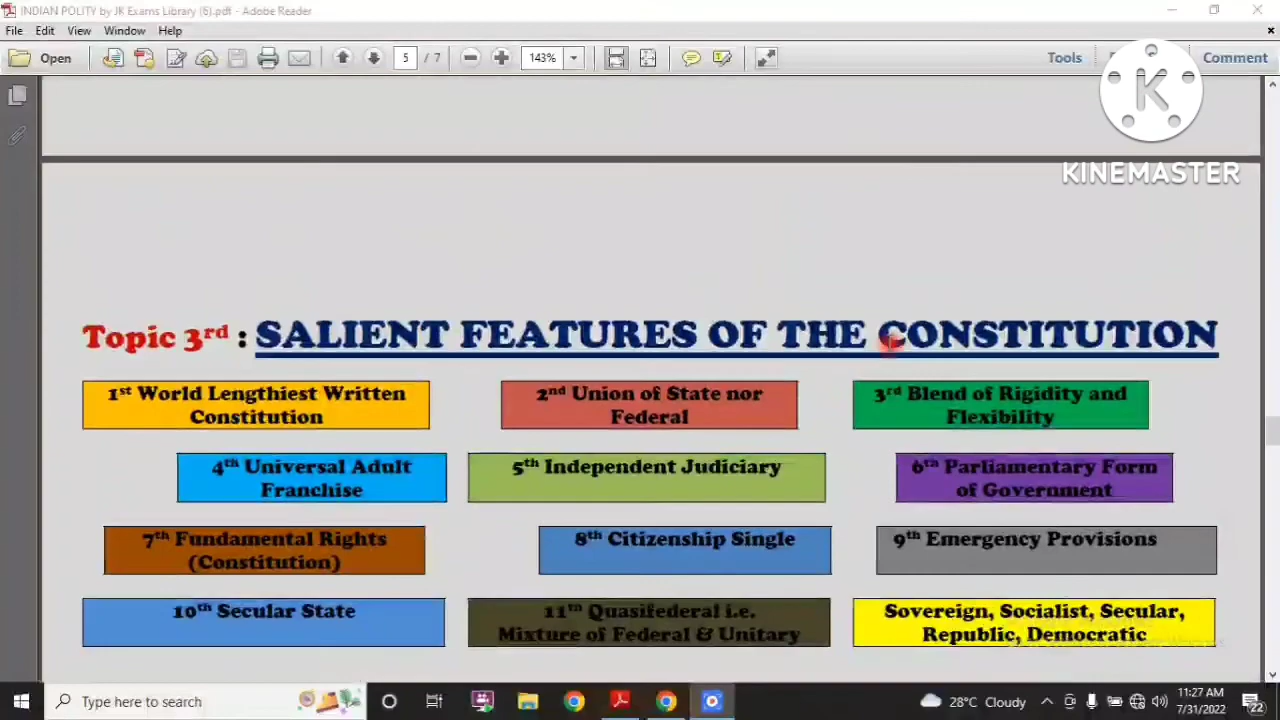 INDIAN POLITY by JK Exams Library (6).pdf - Adobe Reader
File Edit View Window Help
Open 5 / 7 143% Tools Comment
K
KINEMASTER
Topic 3rd : SALIENT FEATURES OF THE CONSTITUTION
1st World Lengthiest Written
Constitution
2nd Union of State nor
Federal
3rd Blend of Rigidity and
Flexibility
4th Universal Adult
Franchise
5th Independent Judiciary
6th Parliamentary Form
of Government
7th Fundamental Rights
(Constitution)
8th Citizenship Single
9th Emergency Provisions
10th Secular State
11th Quasifederal i.e.
Mixture of Federal & Unitary
Sovereign, Socialist, Secular,
Republic, Democratic
Type here to search
28°C Cloudy
11:27 AM
7/31/2022
22